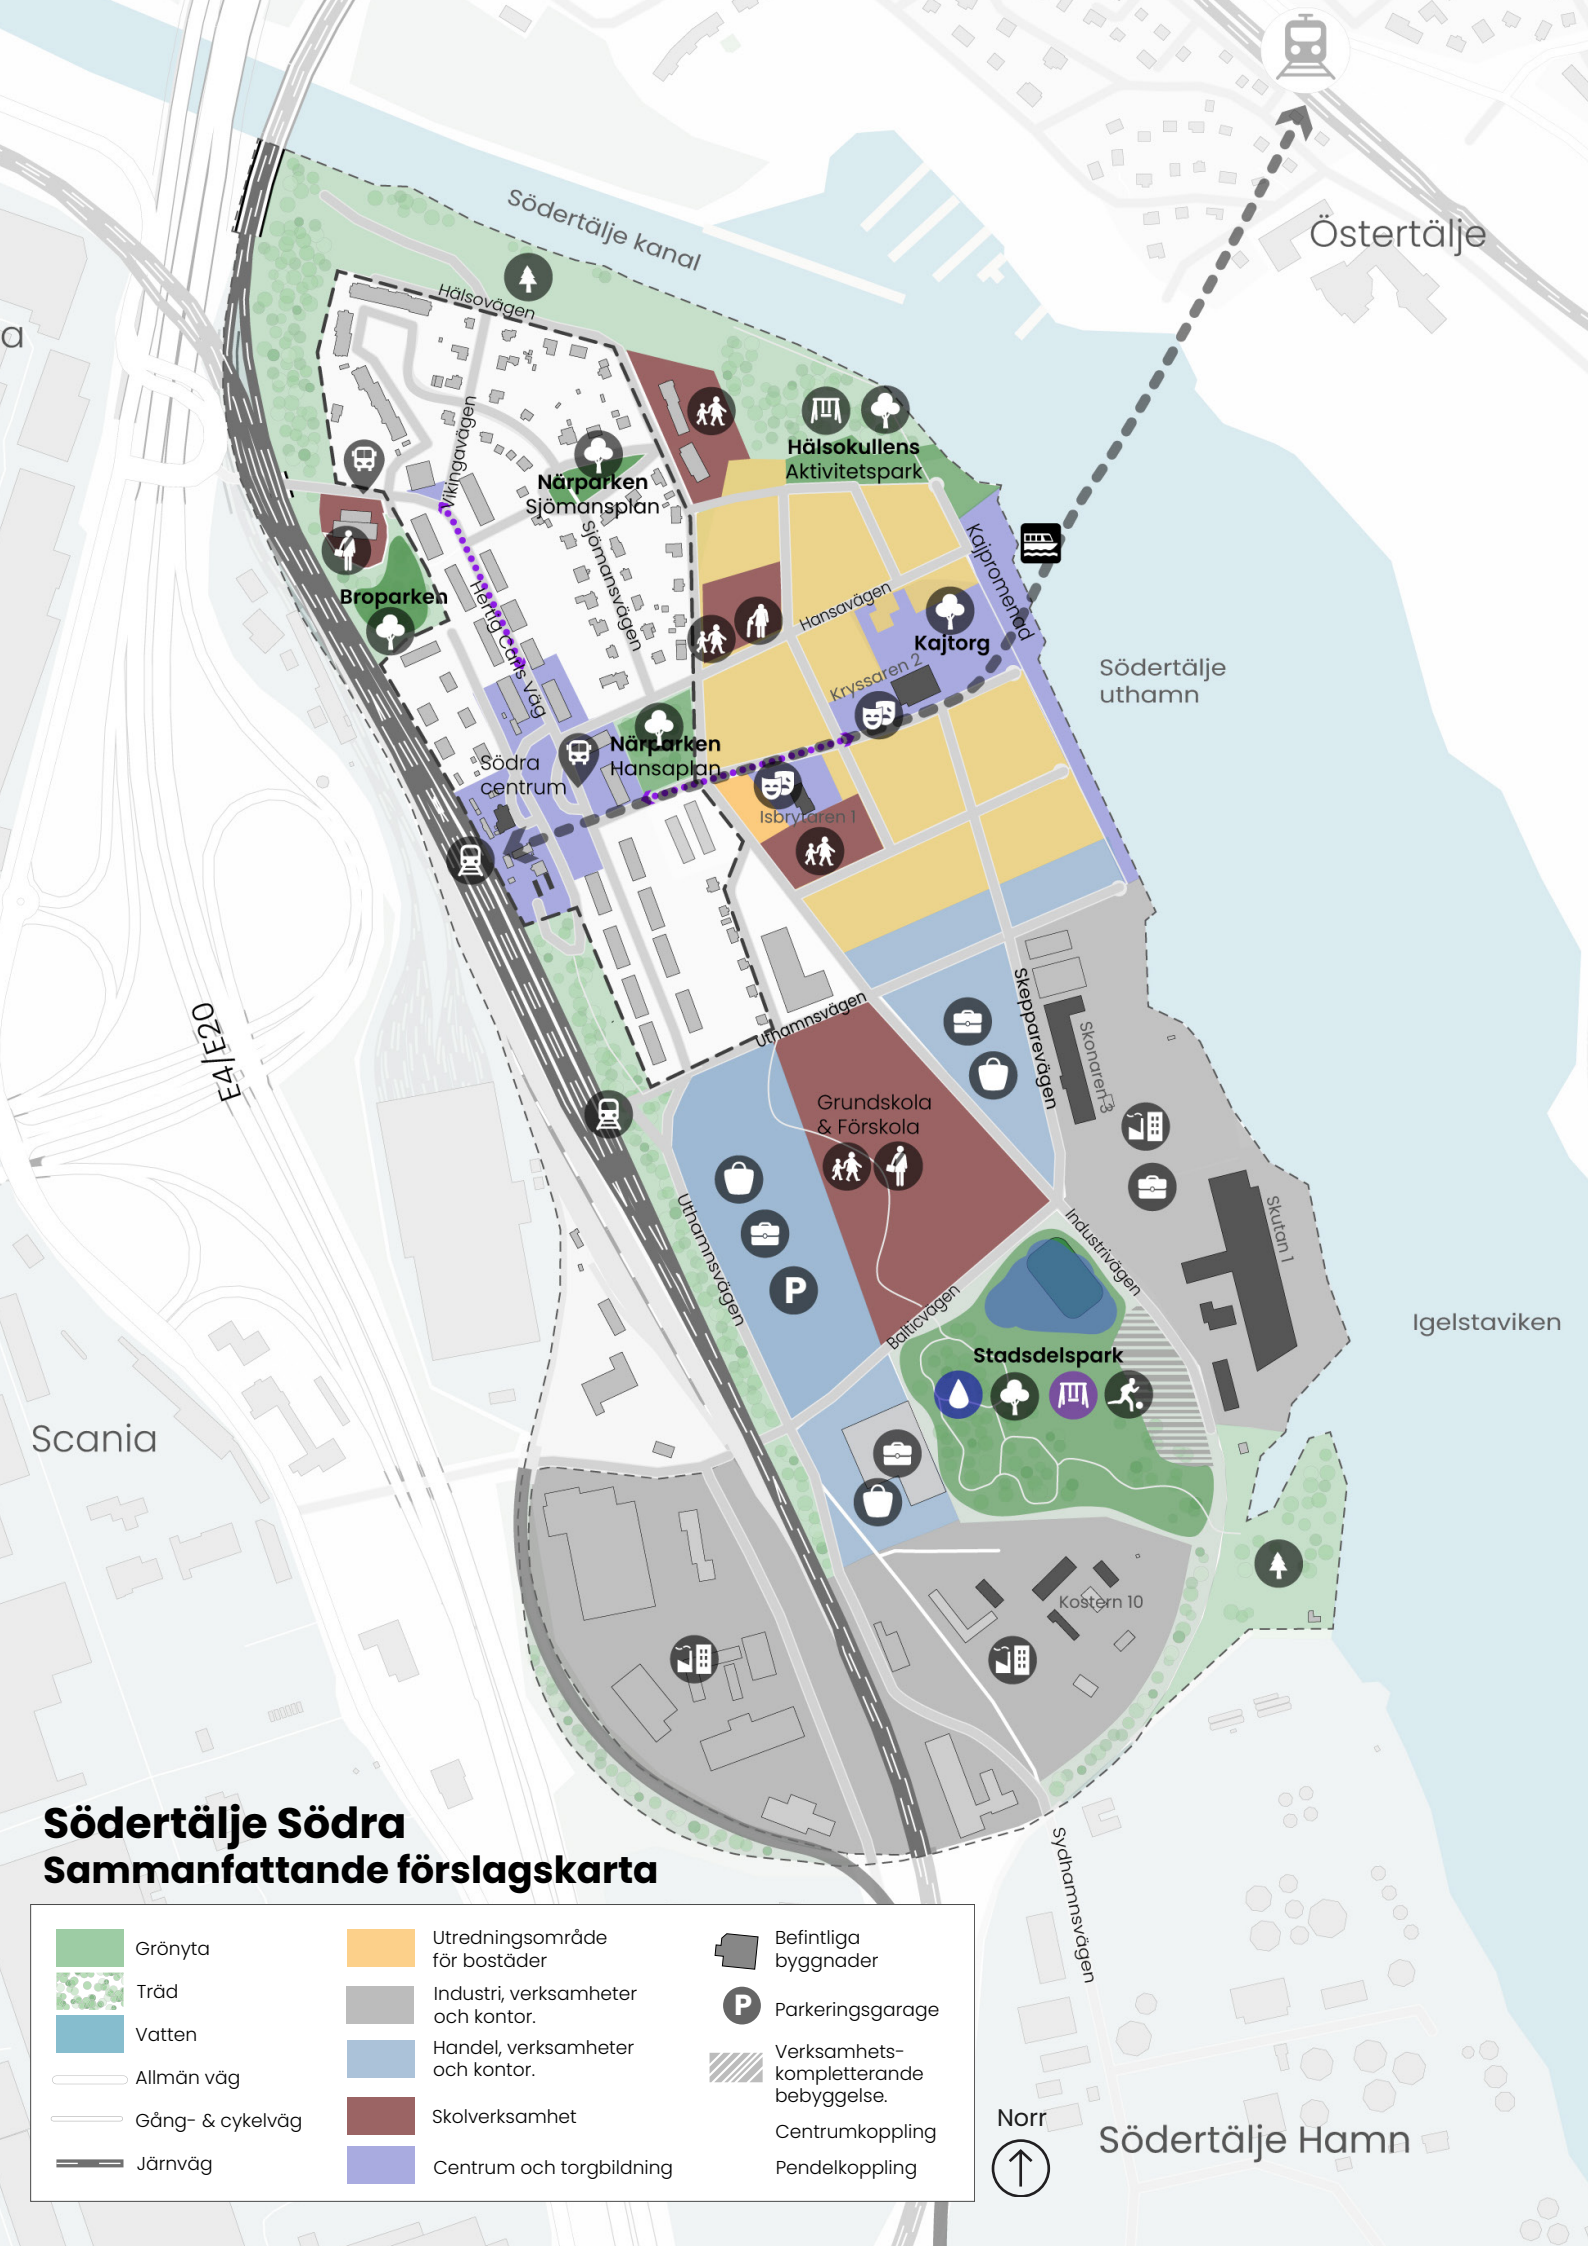 Östertälje
Södertälje kanal
a
Hälsovägen
Vikingavägen
Hälsokullens
Aktivitetspark
Närparken
Sjömansplan
Sjömansvägen
Kajpromenad
Broparken
Hertig Carls Väg
Hansavägen
Kajtorg
Kryssaren 2
Södertälje
uthamn
Närparken
Hansaplan
Södra
centrum
Isbrytaren 1
E4/E20
Uthamnsvägen
Skepparevägen
Skonaren 3
Grundskola
& Förskola
Uthamnsvägen
P
Industrivägen
Skutan 1
Balticvägen
Igelstaviken
Stadsdelspark
Scania
Kostern 10
Sydhamnsvägen
Södertälje Södra
Sammanfattande förslagskarta
Grönyta
Träd
Vatten
Allmän väg
Gång- & cykelväg
Järnväg
Utredningsområde
för bostäder
Industri, verksamheter
och kontor.
Handel, verksamheter
och kontor.
Skolverksamhet
Centrum och torgbildning
Befintliga
byggnader
P
Parkeringsgarage
Verksamhets-
kompletterande
bebyggelse.
Centrumkoppling
Pendelkoppling
Norr
Södertälje Hamn